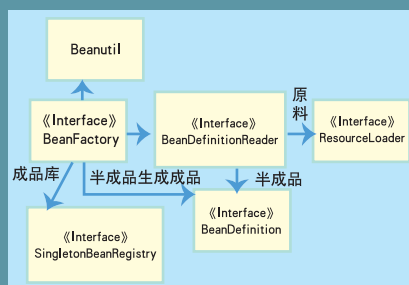 Beanutil
《Interface》
BeanFactory
《Interface》
BeanDefinitionReader
原料
《Interface》
ResourceLoader
成品库
半成品生成成品
半成品
《Interface》
SingletonBeanRegistry
《Interface》
BeanDefinition